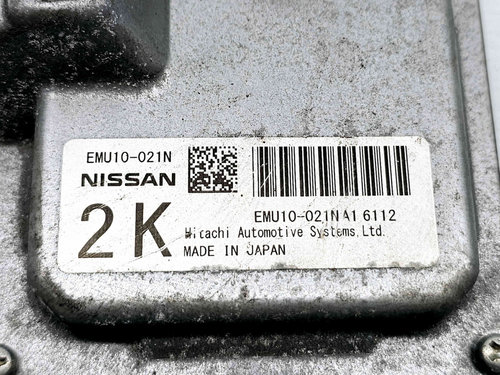 EMU10-021N
NISSAN
EMU10-021NA1 6112
2K
Hitachi Automotive Systems,Ltd.
MADE IN JAPAN